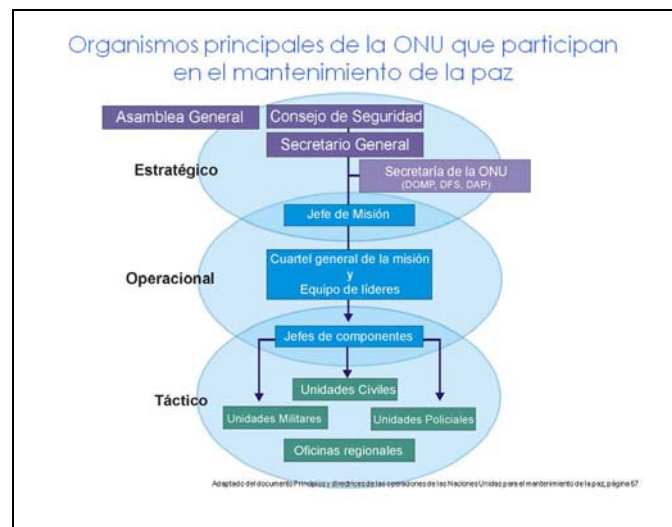 Organismos principales de la ONU que participan
en el mantenimiento de la paz
Asamblea General
Consejo de Seguridad
Secretario General
Estratégico
Secretaría de la ONU
(DOMP, DFS, DAP)
Jefe de Misión
Operacional
Cuartel general de la misión
y
Equipo de líderes
Jefes de componentes
Táctico
Unidades Civiles
Unidades Militares
Unidades Policiales
Oficinas regionales
Adaptado del documento Principios y directrices de las operaciones de las Naciones Unidas para el mantenimiento de la paz, página 67